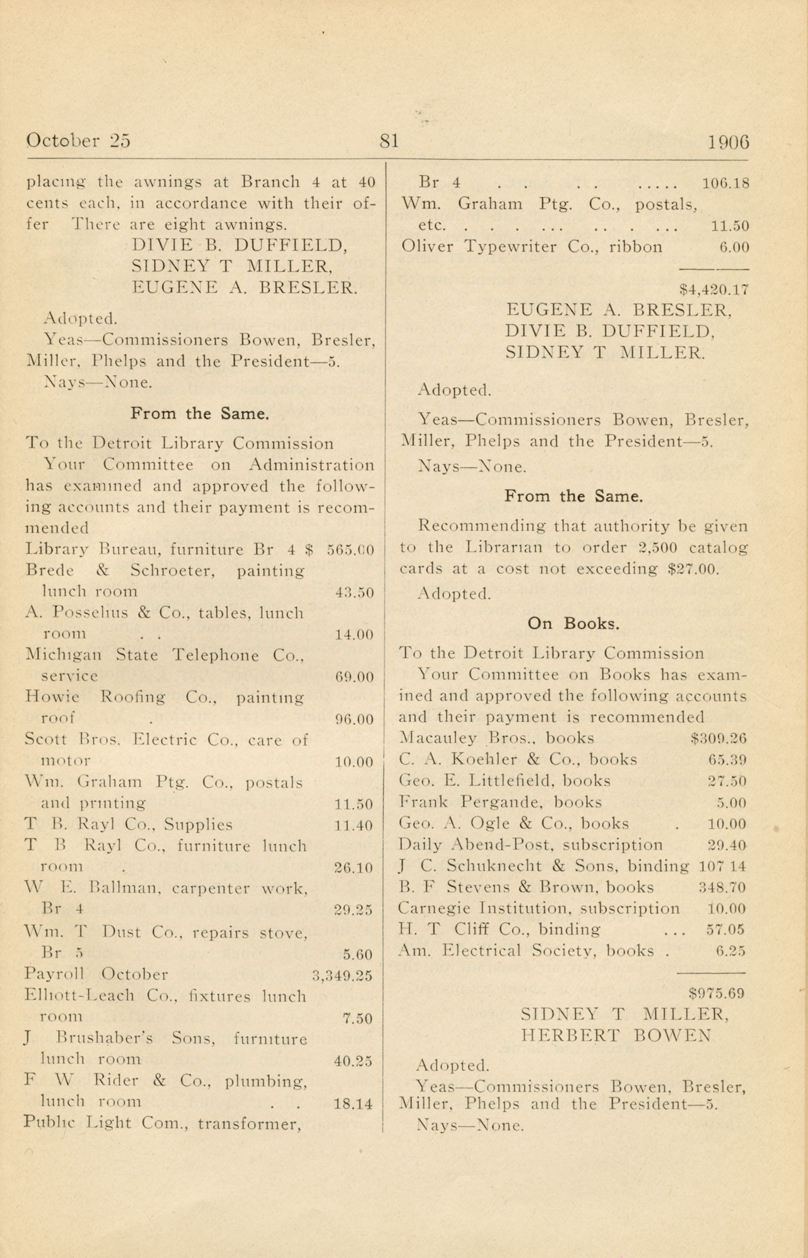 October 25 81 1906
placing the awnings at Branch 4 at 40
cents each, in accordance with their of-
fer There are eight awnings.
DIVIE B. DUFFIELD,
SIDNEY T MILLER,
EUGENE A. BRESLER.
Adopted.
Yeas—Commissioners Bowen, Bresler,
Miller, Phelps and the President—5.
Nays—None.
From the Same.
To the Detroit Library Commission
Your Committee on Administration
has examined and approved the follow-
ing accounts and their payment is recom-
mended
Library Bureau, furniture Br 4 $ 565.00
Brede & Schroeter, painting
lunch room 43.50
A. Posselius & Co., tables, lunch
room . . 14.00
Michigan State Telephone Co.,
service 69.00
Howie Roofing Co., painting
roof . 96.00
Scott Bros. Electric Co., care of
motor 10.00
Wm. Graham Ptg. Co., postals
and printing 11.50
T B. Rayl Co., Supplies 11.40
T B Rayl Co., furniture lunch
room . 26.10
W E. Ballman, carpenter work,
Br 4 29.25
Wm. T Dust Co., repairs stove,
Br 5 5.60
Payroll October 3,349.25
Elliott-Leach Co., fixtures lunch
room 7.50
J Brushaber's Sons, furniture
lunch room 40.25
F W Rider & Co., plumbing,
lunch room . . 18.14
Public Light Com., transformer,
Br 4 . . . . ..... 106.18
Wm. Graham Ptg. Co., postals,
etc. . . . . ... .. . ... 11.50
Oliver Typewriter Co., ribbon 6.00
$4,420.17
EUGENE A. BRESLER,
DIVIE B. DUFFIELD,
SIDNEY T MILLER.
Adopted.
Yeas—Commissioners Bowen, Bresler,
Miller, Phelps and the President—5.
Nays—None.
From the Same.
Recommending that authority be given
to the Librarian to order 2,500 catalog
cards at a cost not exceeding $27.00.
Adopted.
On Books.
To the Detroit Library Commission
Your Committee on Books has exam-
ined and approved the following accounts
and their payment is recommended
Macauley Bros., books $309.26
C. A. Koehler & Co., books 65.39
Geo. E. Littlefield, books 27.50
Frank Pergande, books 5.00
Geo. A. Ogle & Co., books . 10.00
Daily Abend-Post, subscription 29.40
J C. Schuknecht & Sons, binding 107 14
B. F Stevens & Brown, books 348.70
Carnegie Institution, subscription 10.00
H. T Cliff Co., binding ... 57.05
Am. Electrical Society, books . 6.25
$975.69
SIDNEY T MILLER,
HERBERT BOWEN
Adopted.
Yeas—Commissioners Bowen, Bresler,
Miller, Phelps and the President—5.
Nays—None.